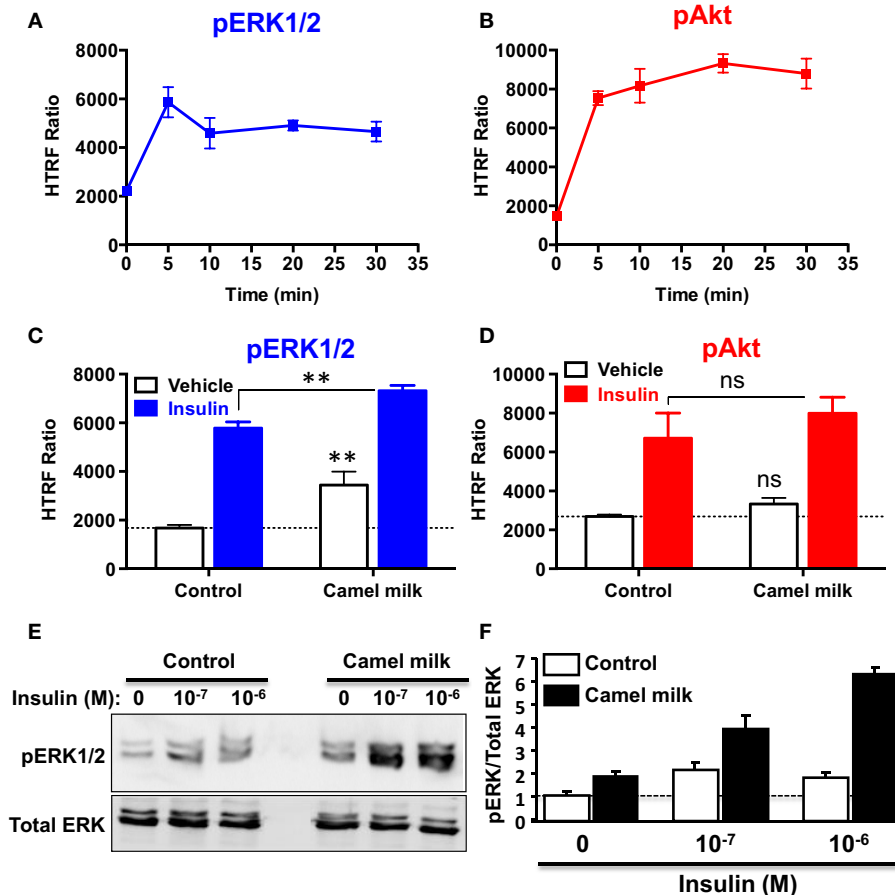 A
pERK1/2
8000
6000
4000
2000
0
HTRF Ratio
0 5 10 15 20 25 30 35
Time (min)
B
pAkt
10000
8000
6000
4000
2000
0
HTRF Ratio
0 5 10 15 20 25 30 35
Time (min)
C
pERK1/2
Vehicle
Insulin
**
**
8000
6000
4000
2000
0
HTRF Ratio
Control Camel milk
D
pAkt
Vehicle
Insulin
ns
ns
10000
8000
6000
4000
2000
0
HTRF Ratio
Control Camel milk
E
Control Camel milk
Insulin (M): 0 10⁻⁷ 10⁻⁶ 0 10⁻⁷ 10⁻⁶
pERK1/2
Total ERK
F
Control
Camel milk
7
6
5
4
2
1
0
pERK/Total ERK
0 10⁻⁷ 10⁻⁶
Insulin (M)